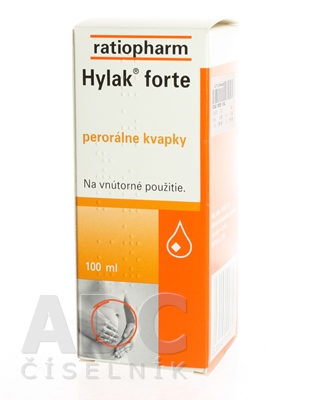 ratiopharm
Hylak® forte
perorálne kvapky
Na vnútorné použitie.
100 ml
ADC
ČÍSELNÍK